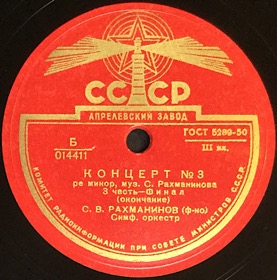 СССР
АПРЕЛЕВСКИЙ ЗАВОД
ГОСТ 5289-50
Б
014411
III кл.
КОНЦЕРТ №3
ре минор, муз. С. Рахманинова
3 часть—Финал
(окончание)
С. В. РАХМАНИНОВ (ф-но)
Симф. оркестр
КОМИТЕТ РАДИОИНФОРМАЦИИ ПРИ СОВЕТЕ МИНИСТРОВ СССР.